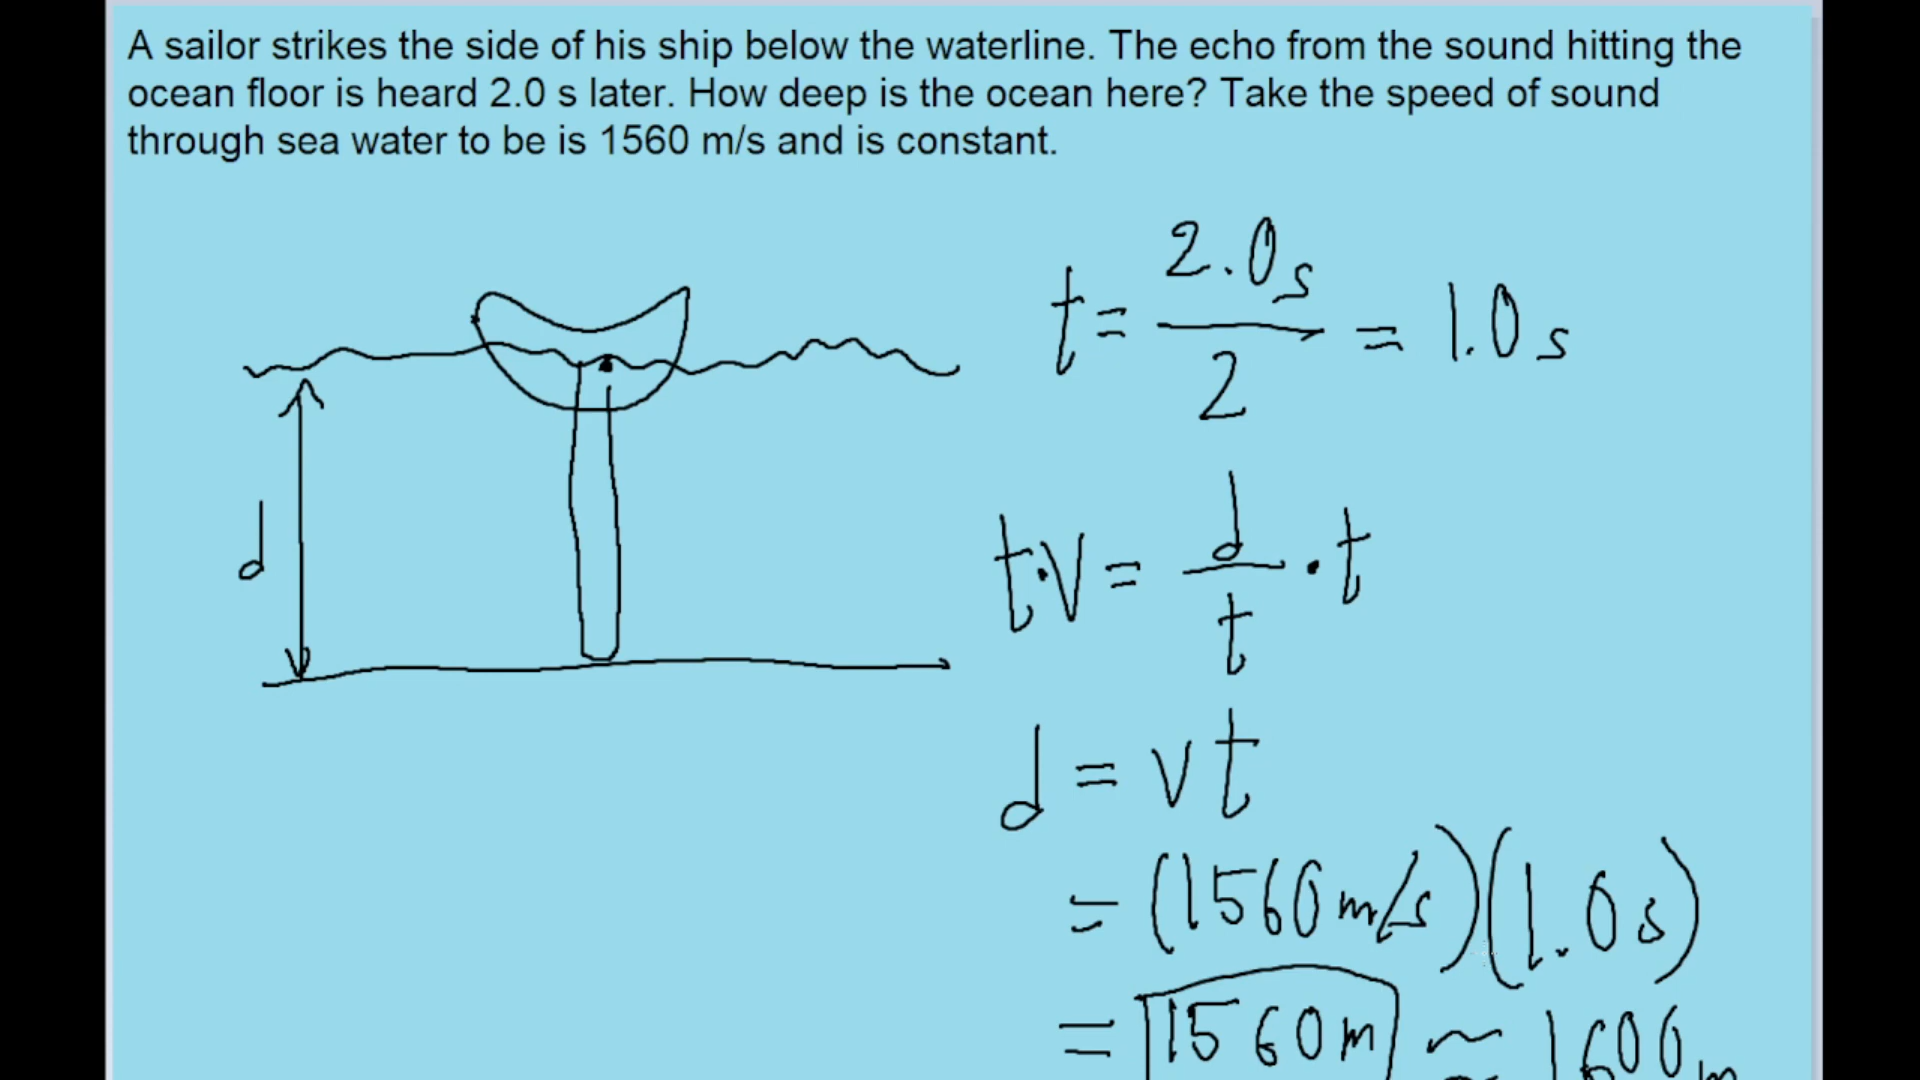 A sailor strikes the side of his ship below the waterline. The echo from the sound hitting the
ocean floor is heard 2.0 s later. How deep is the ocean here? Take the speed of sound
through sea water to be is 1560 m/s and is constant.
t = 2.0s / 2 = 1.0 s
d
t·V = d / t · t
d = vt
= (1560 m/s)(1.0 s)
= 1560 m ≈ 1600 m